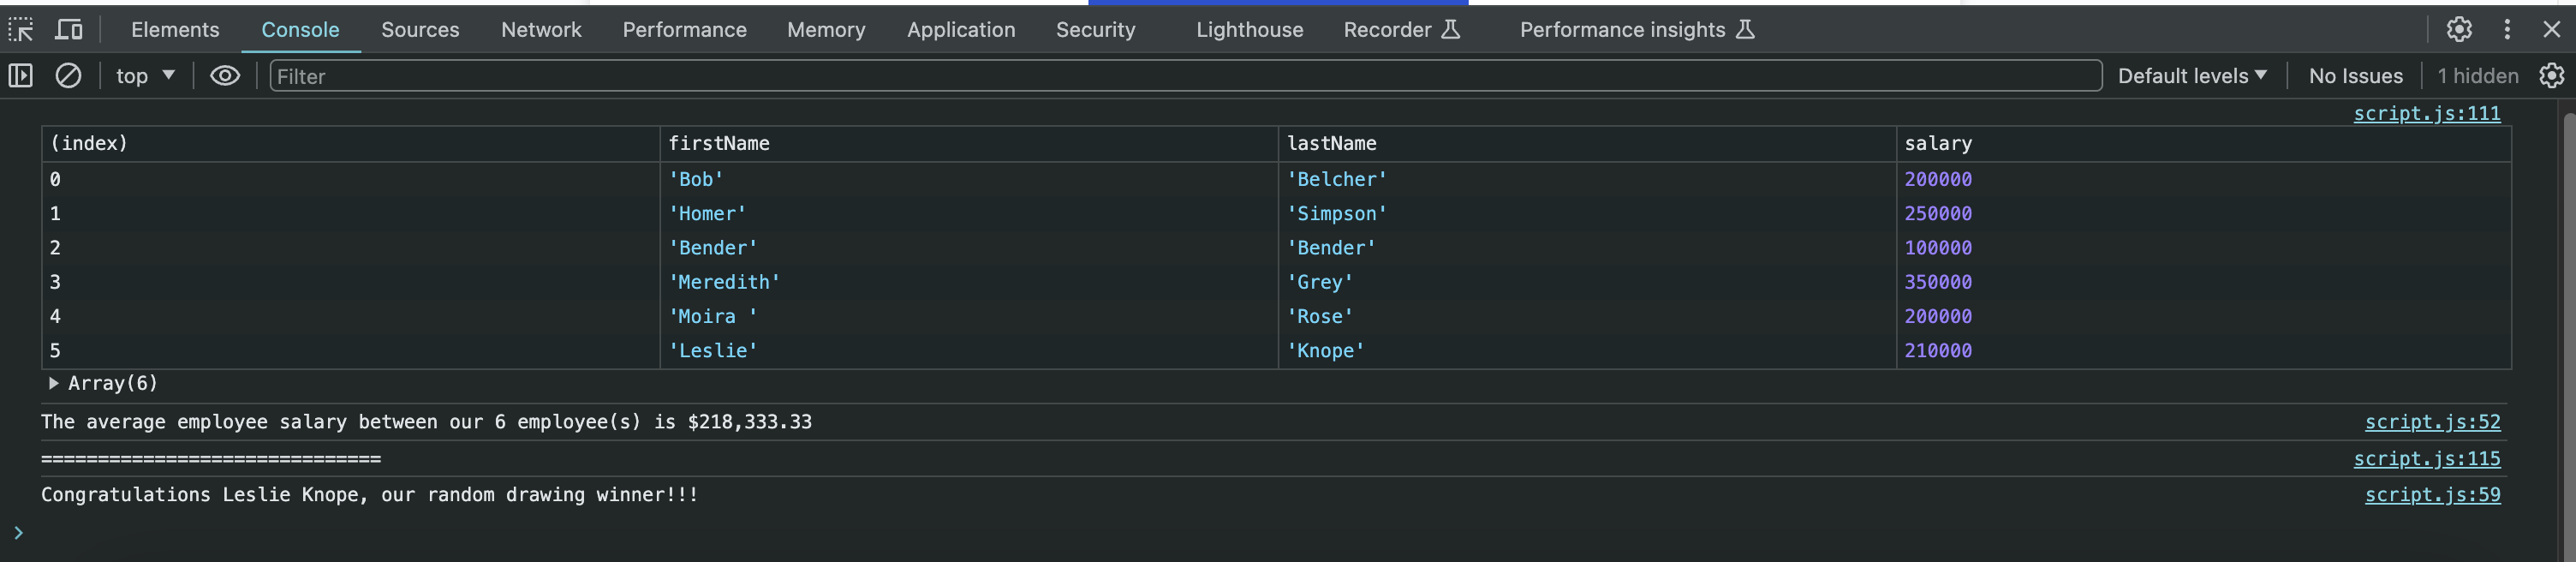 Elements Console Sources Network Performance Memory Application Security Lighthouse Recorder Performance insights
top Filter Default levels No Issues 1 hidden
script.js:111
(index) firstName lastName salary
0 'Bob' 'Belcher' 200000
1 'Homer' 'Simpson' 250000
2 'Bender' 'Bender' 100000
3 'Meredith' 'Grey' 350000
4 'Moira ' 'Rose' 200000
5 'Leslie' 'Knope' 210000
Array(6)
The average employee salary between our 6 employee(s) is $218,333.33 script.js:52
============================== script.js:115
Congratulations Leslie Knope, our random drawing winner!!! script.js:59
>